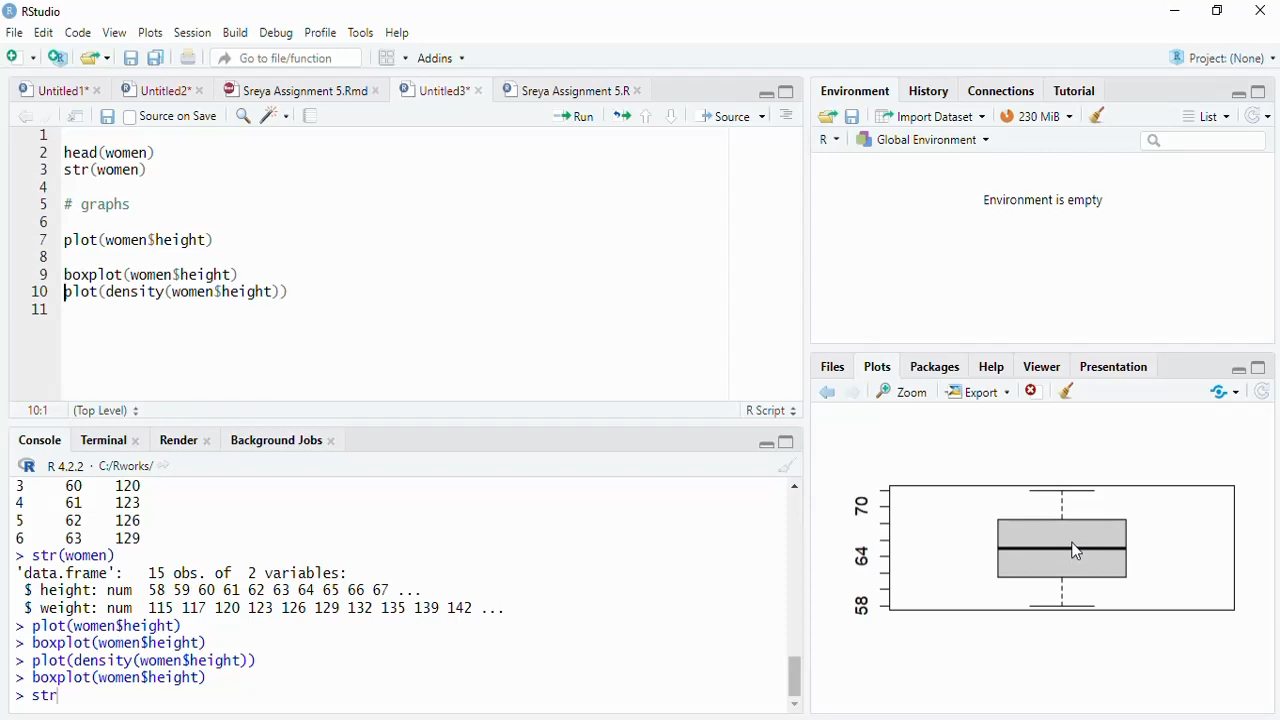 RStudio
File Edit Code View Plots Session Build Debug Profile Tools Help
Go to file/function Addins Project: (None)
Untitled1* Untitled2* Sreya Assignment 5.Rmd Untitled3* Sreya Assignment 5.R
Source on Save Run Source
1
2 head(women)
3 str(women)
4
5 # graphs
6
7 plot(women$height)
8
9 boxplot(women$height)
10 plot(density(women$height))
11
10:1 (Top Level) R Script
Console Terminal Render Background Jobs
R 4.2.2 · C:/Rworks/
3 60 120
4 61 123
5 62 126
6 63 129
> str(women)
'data.frame': 15 obs. of 2 variables:
$ height: num 58 59 60 61 62 63 64 65 66 67 ...
$ weight: num 115 117 120 123 126 129 132 135 139 142 ...
> plot(women$height)
> boxplot(women$height)
> plot(density(women$height))
> boxplot(women$height)
> str
Environment History Connections Tutorial
Import Dataset 230 MiB List
R Global Environment
Environment is empty
Files Plots Packages Help Viewer Presentation
Zoom Export
70
64
58